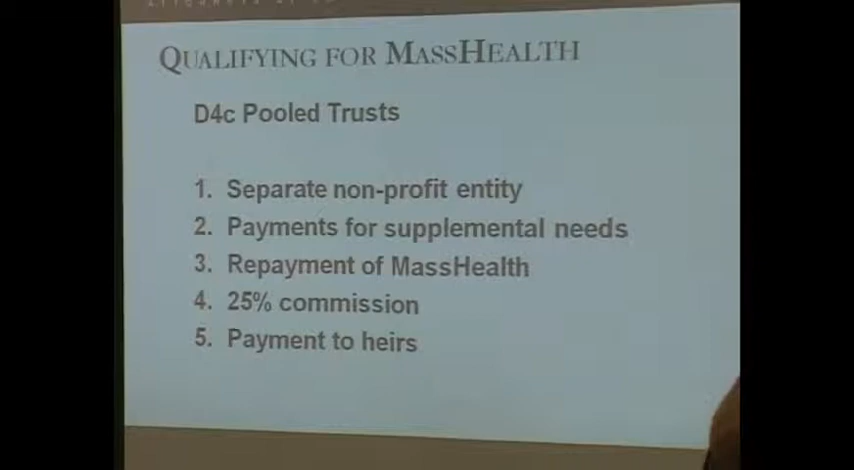 QUALIFYING FOR MASSHEALTH
D4c Pooled Trusts
1. Separate non-profit entity
2. Payments for supplemental needs
3. Repayment of MassHealth
4. 25% commission
5. Payment to heirs